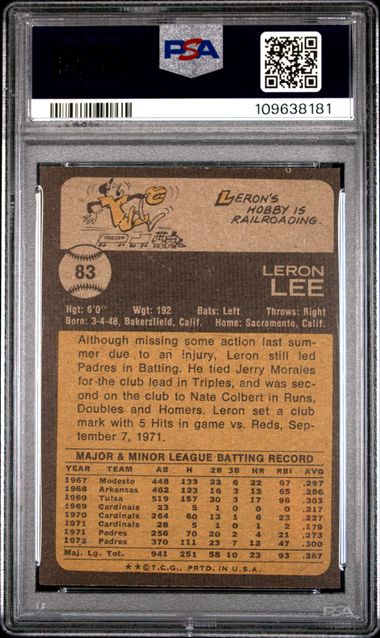 PSA
109638181
LERON'S
HOBBY IS
RAILROADING.
83
LERON
LEE
Hgt: 6'0" Wgt: 192 Bats: Left Throws: Right
Born: 3-4-48, Bakersfield, Calif. Home: Sacramento, Calif.
Although missing some action last sum-
mer due to an injury, Leron still led
Padres in Batting. He tied Jerry Morales
for the club lead in Triples, and was sec-
ond on the club to Nate Colbert in Runs,
Doubles and Homers. Leron set a club
mark with 5 Hits in game vs. Reds, Sep-
tember 7, 1971.
MAJOR & MINOR LEAGUE BATTING RECORD
YEAR TEAM AB H 2B 3B HR RBI AVG
1967 Modesto 448 133 23 6 22 67 .297
1968 Arkansas 462 123 16 3 13 65 .286
1969 Tulsa 519 157 30 3 17 96 .303
1969 Cardinals 23 5 1 0 0 0 .217
1970 Cardinals 264 60 13 1 6 23 .227
1971 Cardinals 28 5 1 0 1 2 .179
1971 Padres 256 70 20 2 4 21 .273
1972 Padres 370 111 23 7 12 47 .300
Maj. Lg. Tot. 941 251 58 10 23 93 .267
**©T.C.G., PRTD. IN U.S.A.
PSA